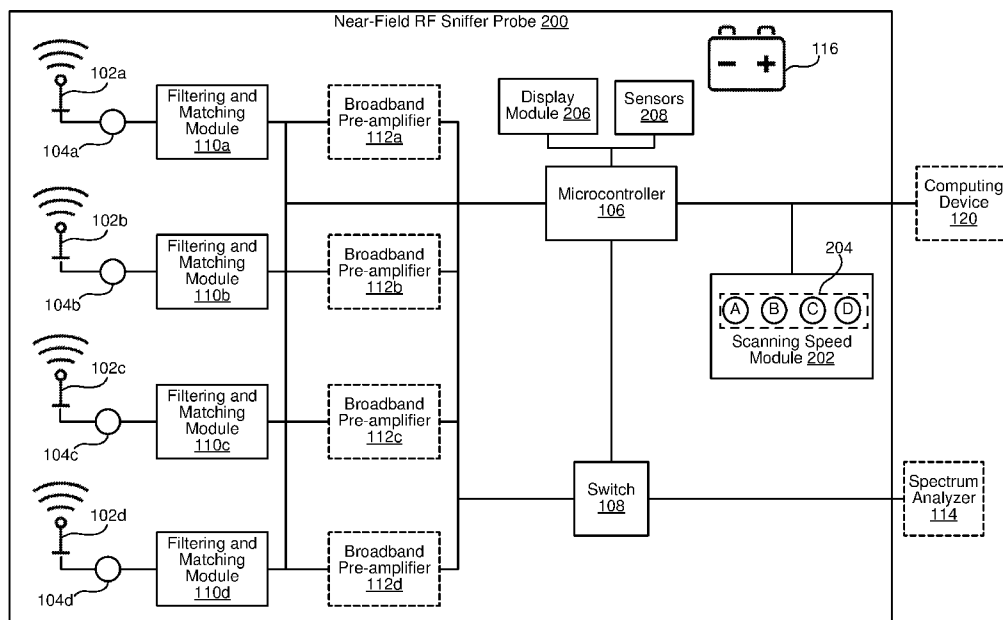 Near-Field RF Sniffer Probe 200
102a
104a
Filtering and
Matching
Module
110a
Broadband
Pre-amplifier
112a
Display
Module 206
Sensors
208
− +
116
Microcontroller
106
Computing
Device
120
102b
104b
Filtering and
Matching
Module
110b
Broadband
Pre-amplifier
112b
204
A B C D
Scanning Speed
Module 202
102c
104c
Filtering and
Matching
Module
110c
Broadband
Pre-amplifier
112c
Switch
108
Spectrum
Analyzer
114
102d
104d
Filtering and
Matching
Module
110d
Broadband
Pre-amplifier
112d